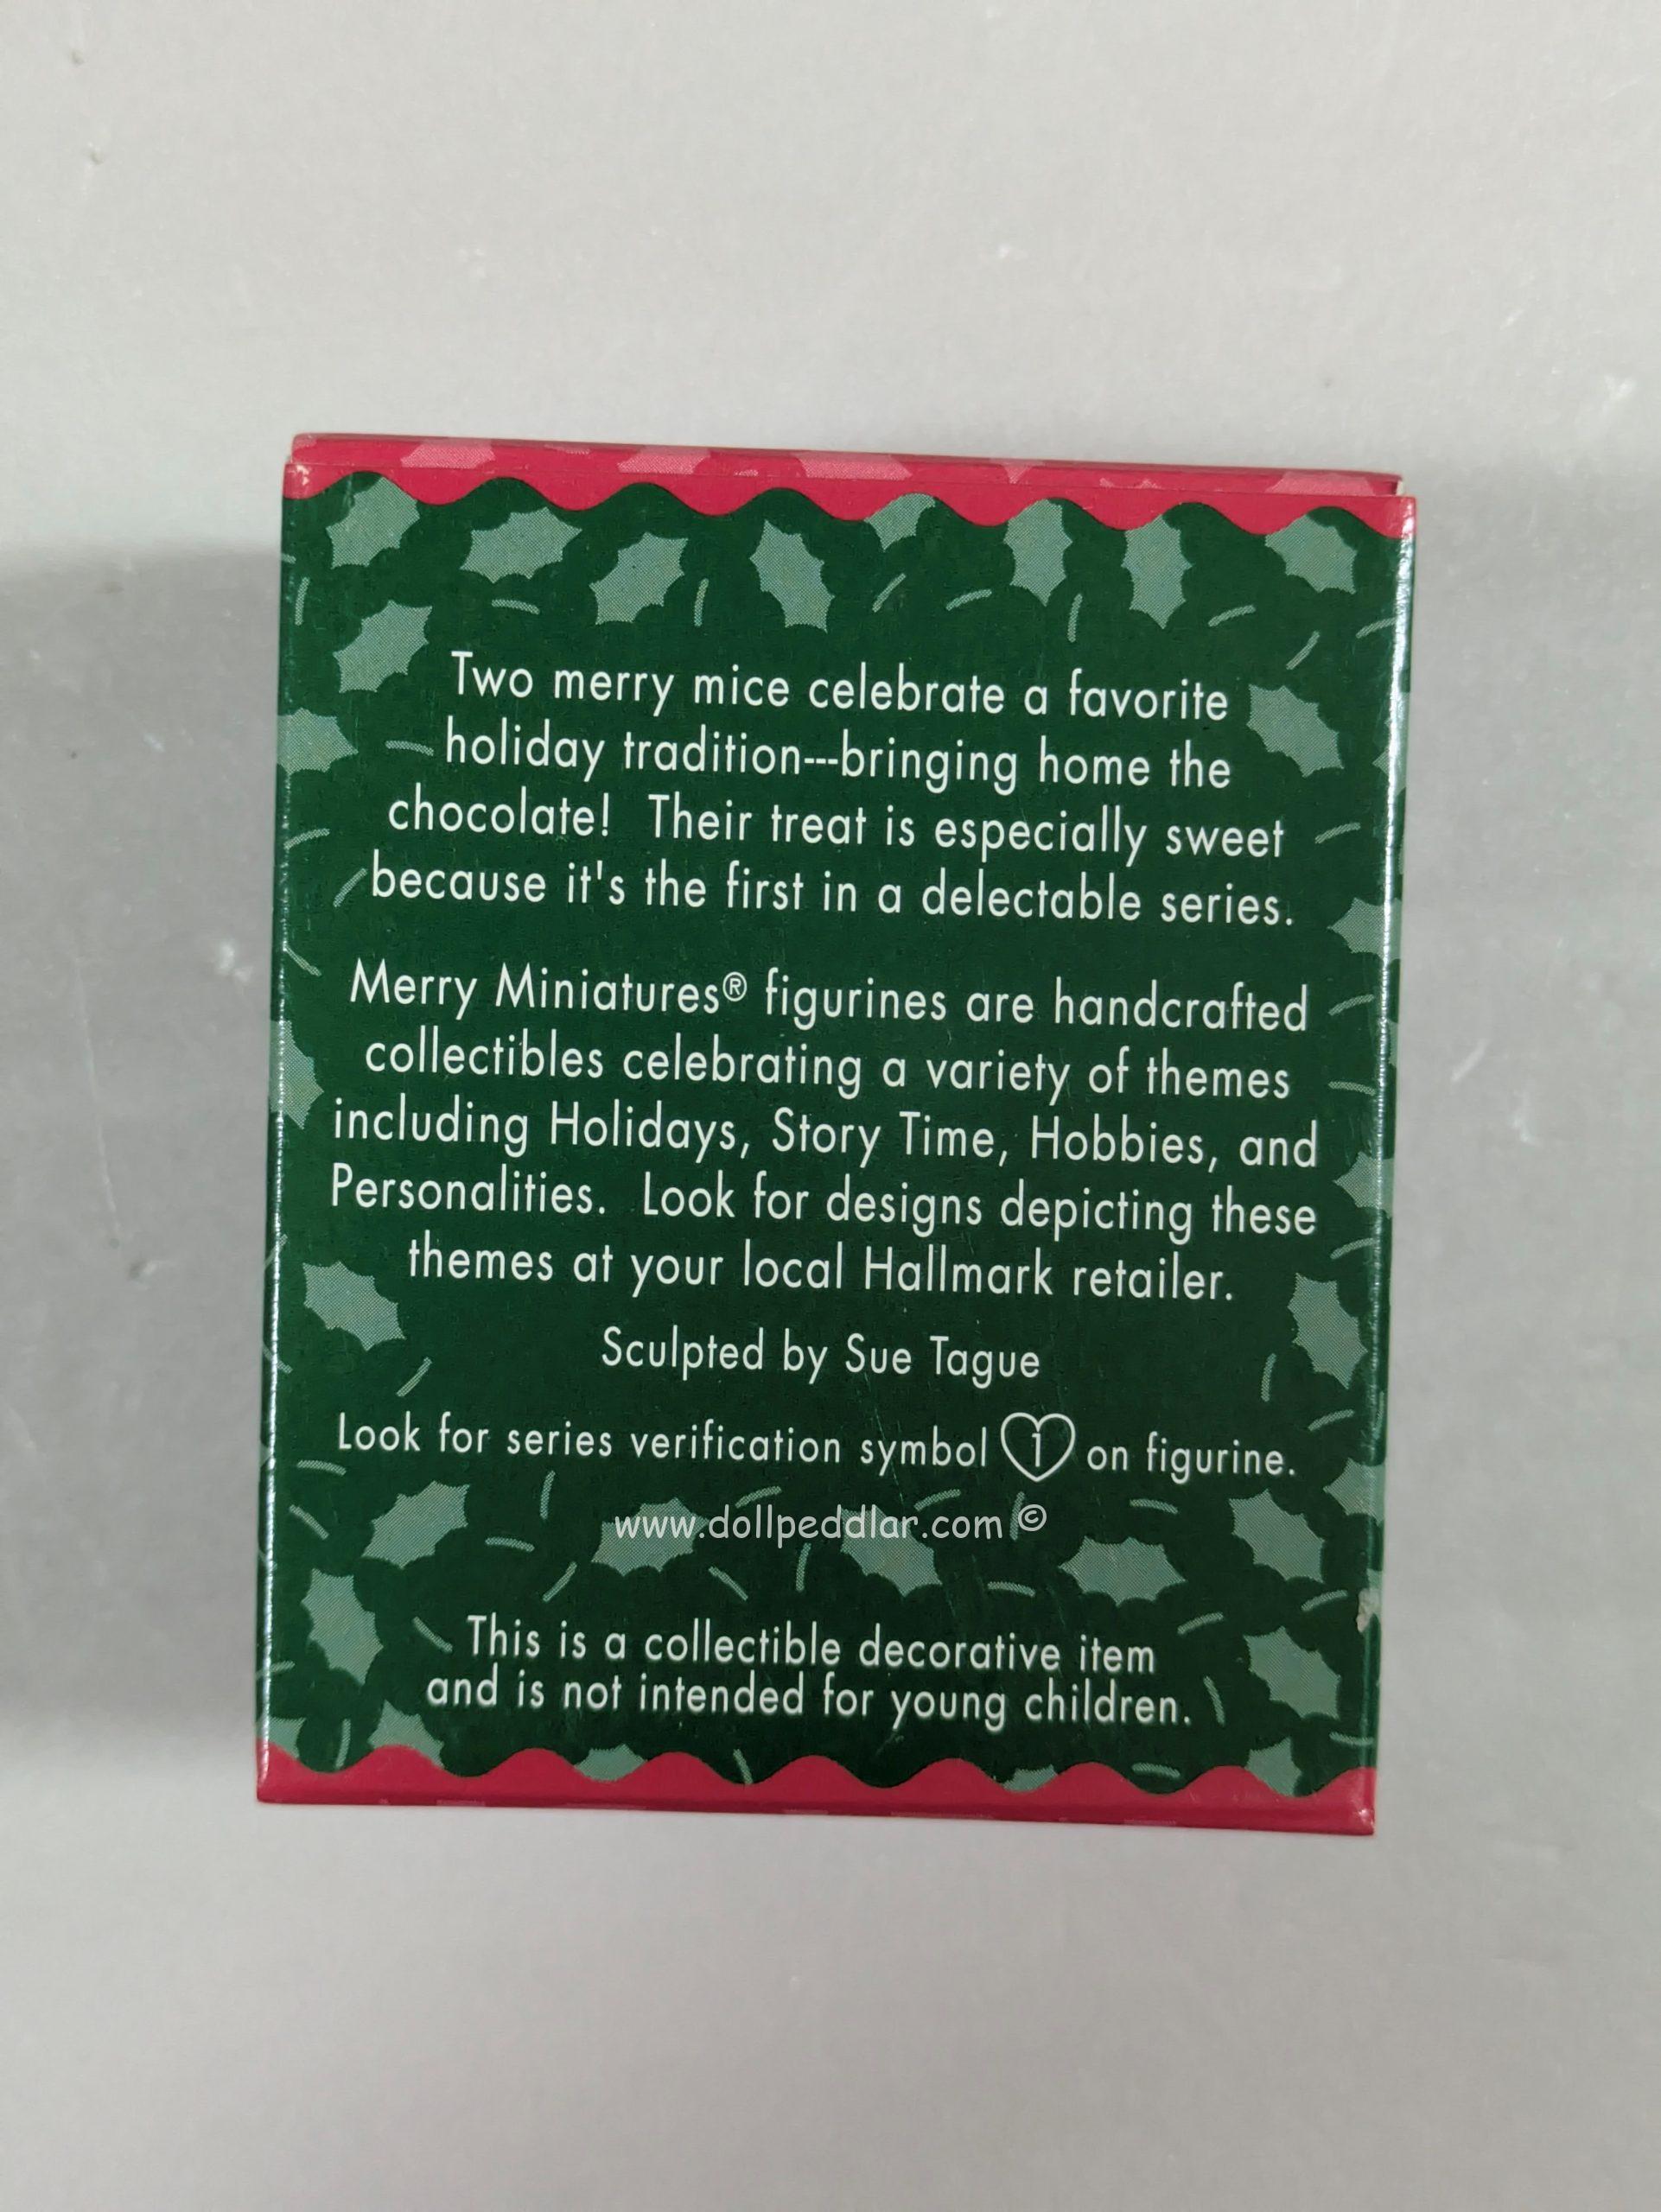 Two merry mice celebrate a favorite
holiday tradition---bringing home the
chocolate!  Their treat is especially sweet
because it's the first in a delectable series.
Merry Miniatures® figurines are handcrafted
collectibles celebrating a variety of themes
including Holidays, Story Time, Hobbies, and
Personalities.  Look for designs depicting these
themes at your local Hallmark retailer.
Sculpted by Sue Tague
Look for series verification symbol 1 on figurine.
www.dollpeddlar.com ©
This is a collectible decorative item
and is not intended for young children.